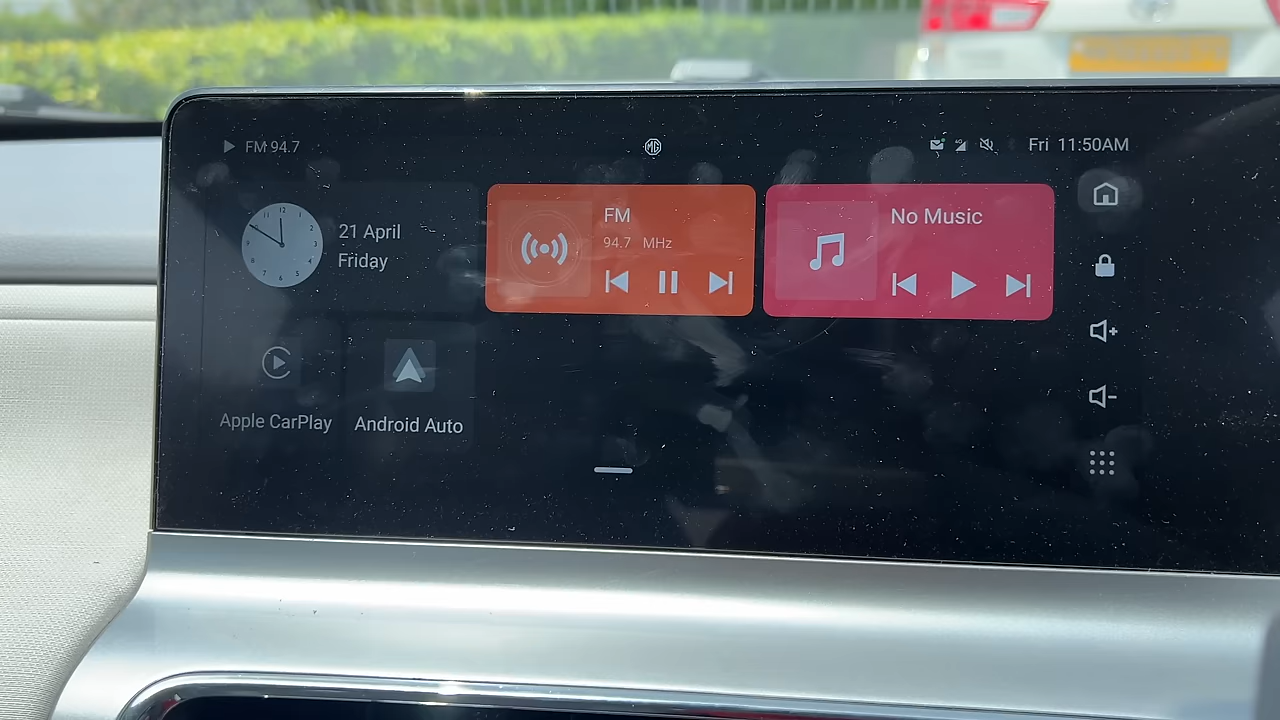 FM 94.7
MG
Fri 11:50AM
21 April
Friday
FM
94.7 MHz
No Music
Apple CarPlay
Android Auto